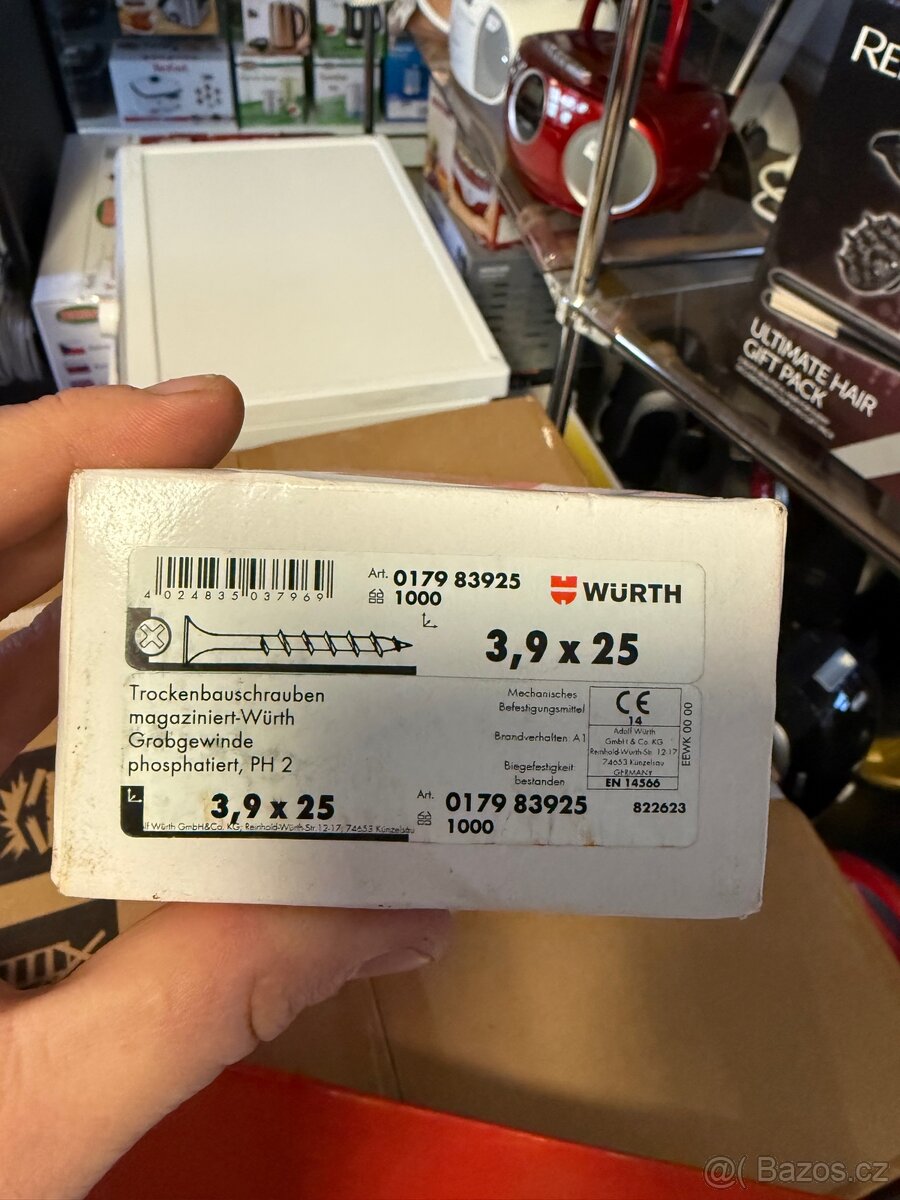 Tefal
RE
ULTIMATE HAIR
GIFT PACK
4 024835 037969
Art. 0179 83925
1000
WÜRTH
3,9 x 25
Trockenbauschrauben
magaziniert-Würth
Grobgewinde
phosphatiert, PH 2
Mechanisches
Befestigungsmittel
Brandverhalten: A1
Biegefestigkeit
bestanden
CE
14
Adolf Würth
GmbH & Co. KG
Reinhold-Würth-Str. 12-17
74653 Künzelsau
GERMANY
EN 14566
EEWK 00 00
3,9 x 25
lf Würth GmbH&Co. KG, Reinhold-Würth-Str.12-17, 74653 Künzelsau
Art. 0179 83925
1000
822623
@( Bazos.cz